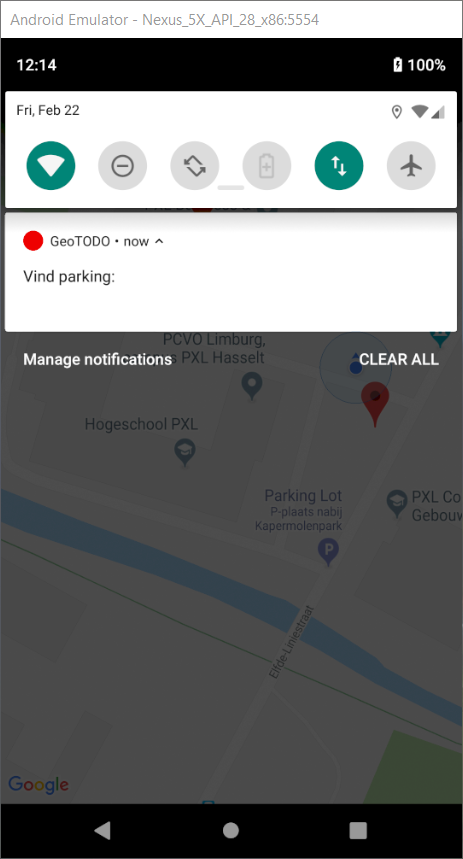 Android Emulator - Nexus_5X_API_28_x86:5554
12:14
100%
Fri, Feb 22
GeoTODO • now
Vind parking:
PCVO Limburg,
s PXL Hasselt
Manage notifications
CLEAR ALL
Hogeschool PXL
Parking Lot
P-plaats nabij
Kapermolenpark
PXL Co
Gebouw
P
Elfde-Liniestraat
Google